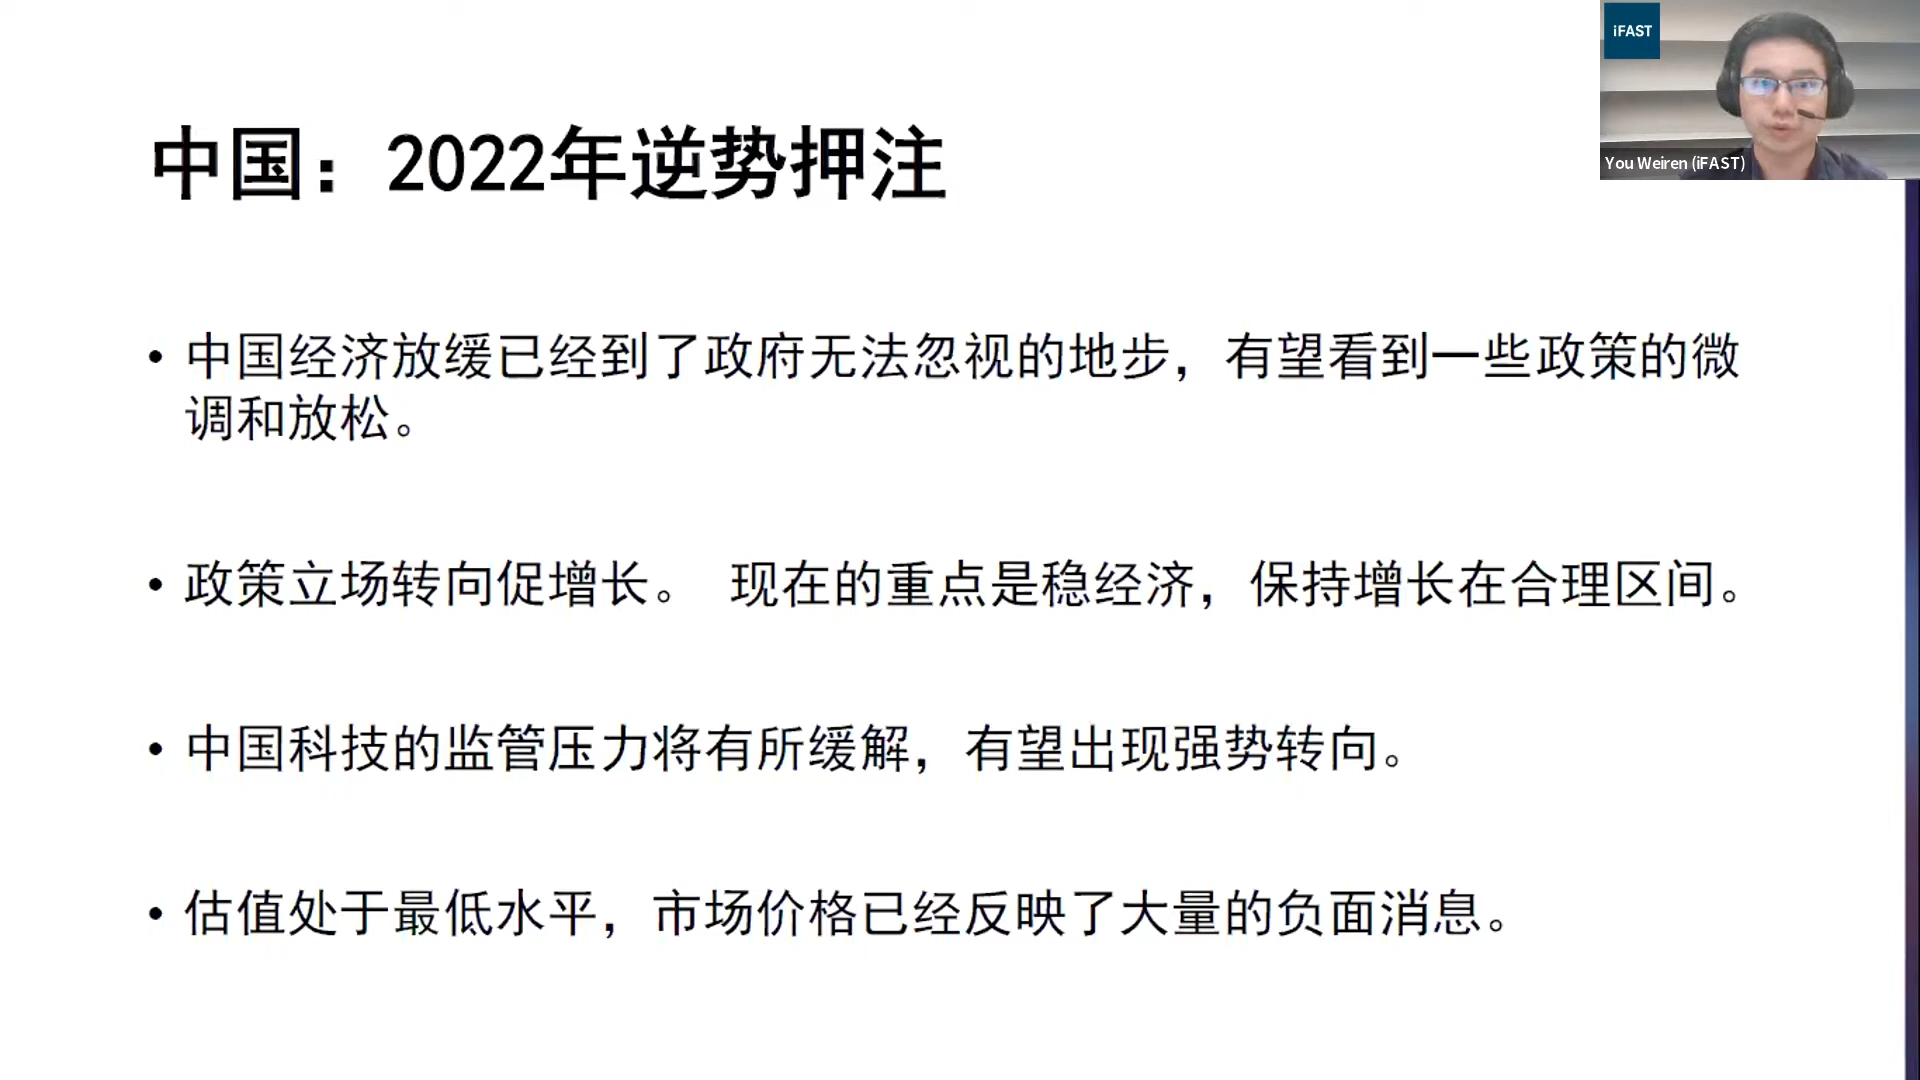 iFAST
You Weiren (iFAST)
中国：2022年逆势押注
• 中国经济放缓已经到了政府无法忽视的地步，有望看到一些政策的微
调和放松。
• 政策立场转向促增长。 现在的重点是稳经济，保持增长在合理区间。
• 中国科技的监管压力将有所缓解，有望出现强势转向。
• 估值处于最低水平，市场价格已经反映了大量的负面消息。